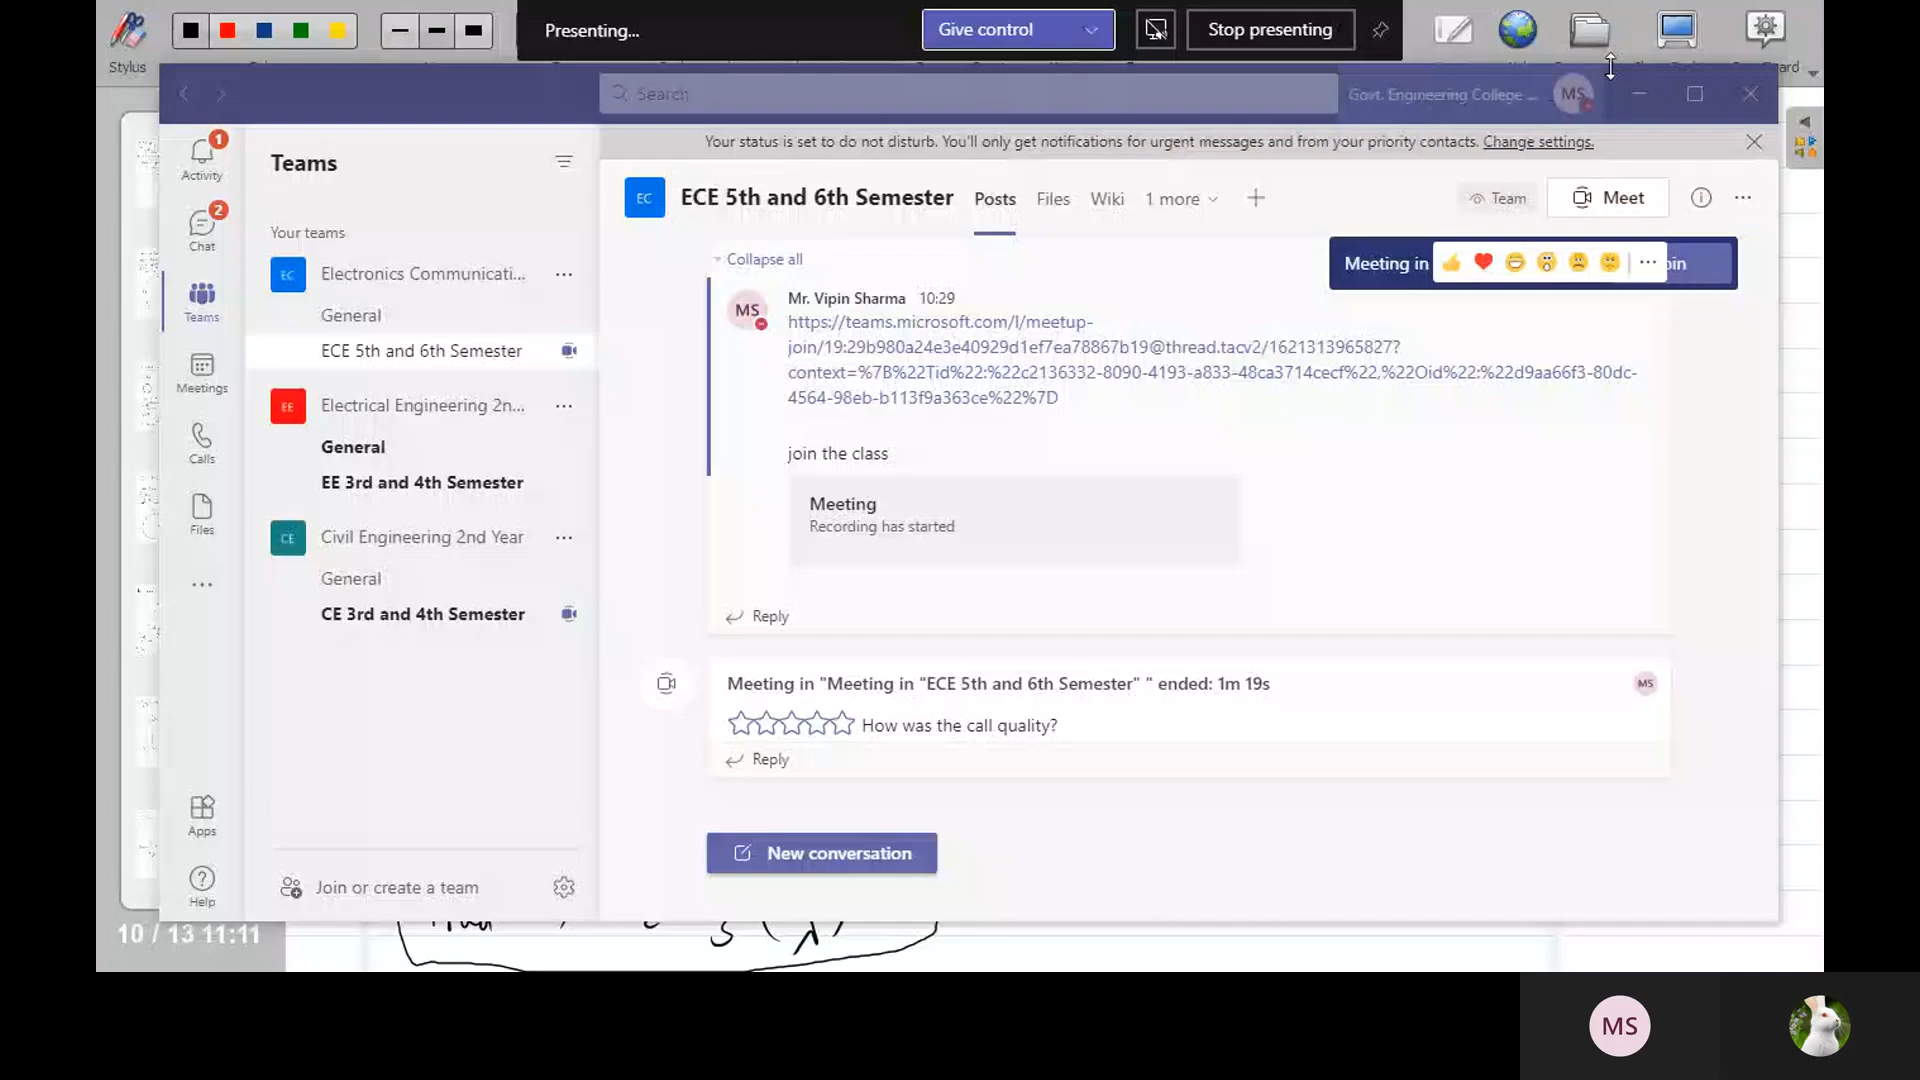 Presenting...
Give control
Stop presenting
Stylus
Search
Govt. Engineering College ...
MS
1
Activity
2
Chat
Teams
Meetings
Calls
Files
...
Apps
Help
Teams
Your teams
EC
Electronics Communicati...
...
General
ECE 5th and 6th Semester
EE
Electrical Engineering 2n...
...
General
EE 3rd and 4th Semester
CE
Civil Engineering 2nd Year
...
General
CE 3rd and 4th Semester
Join or create a team
Your status is set to do not disturb. You'll only get notifications for urgent messages and from your priority contacts. Change settings.
EC
ECE 5th and 6th Semester
Posts
Files
Wiki
1 more
Team
Meet
...
Collapse all
Meeting in
MS
Mr. Vipin Sharma 10:29
https://teams.microsoft.com/l/meetup-
join/19:29b980a24e3e40929d1ef7ea78867b19@thread.tacv2/1621313965827?
context=%7B%22Tid%22:%22c2136332-8090-4193-a833-48ca3714cecf%22,%22Oid%22:%22d9aa66f3-80dc-
4564-98eb-b113f9a363ce%22%7D
join the class
Meeting
Recording has started
Reply
Meeting in "Meeting in "ECE 5th and 6th Semester" " ended: 1m 19s
MS
How was the call quality?
Reply
New conversation
10 / 13 11:11
MS